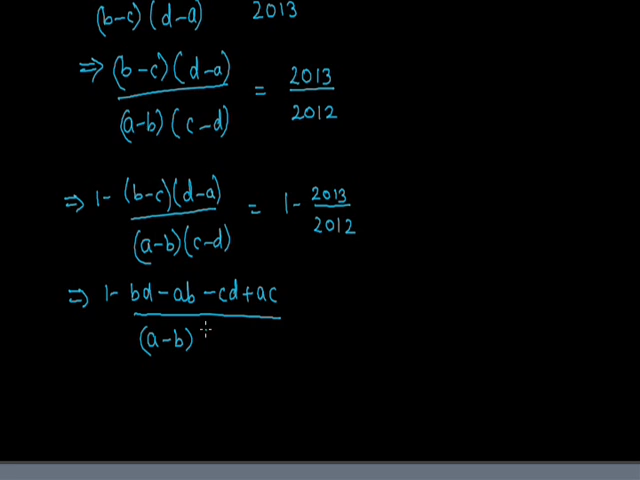 (b-c)(d-a) 2013
⇒ (b-c)(d-a) / (a-b)(c-d) = 2013 / 2012
⇒ 1- (b-c)(d-a) / (a-b)(c-d) = 1- 2013 / 2012
⇒ 1- bd-ab-cd+ac / (a-b)